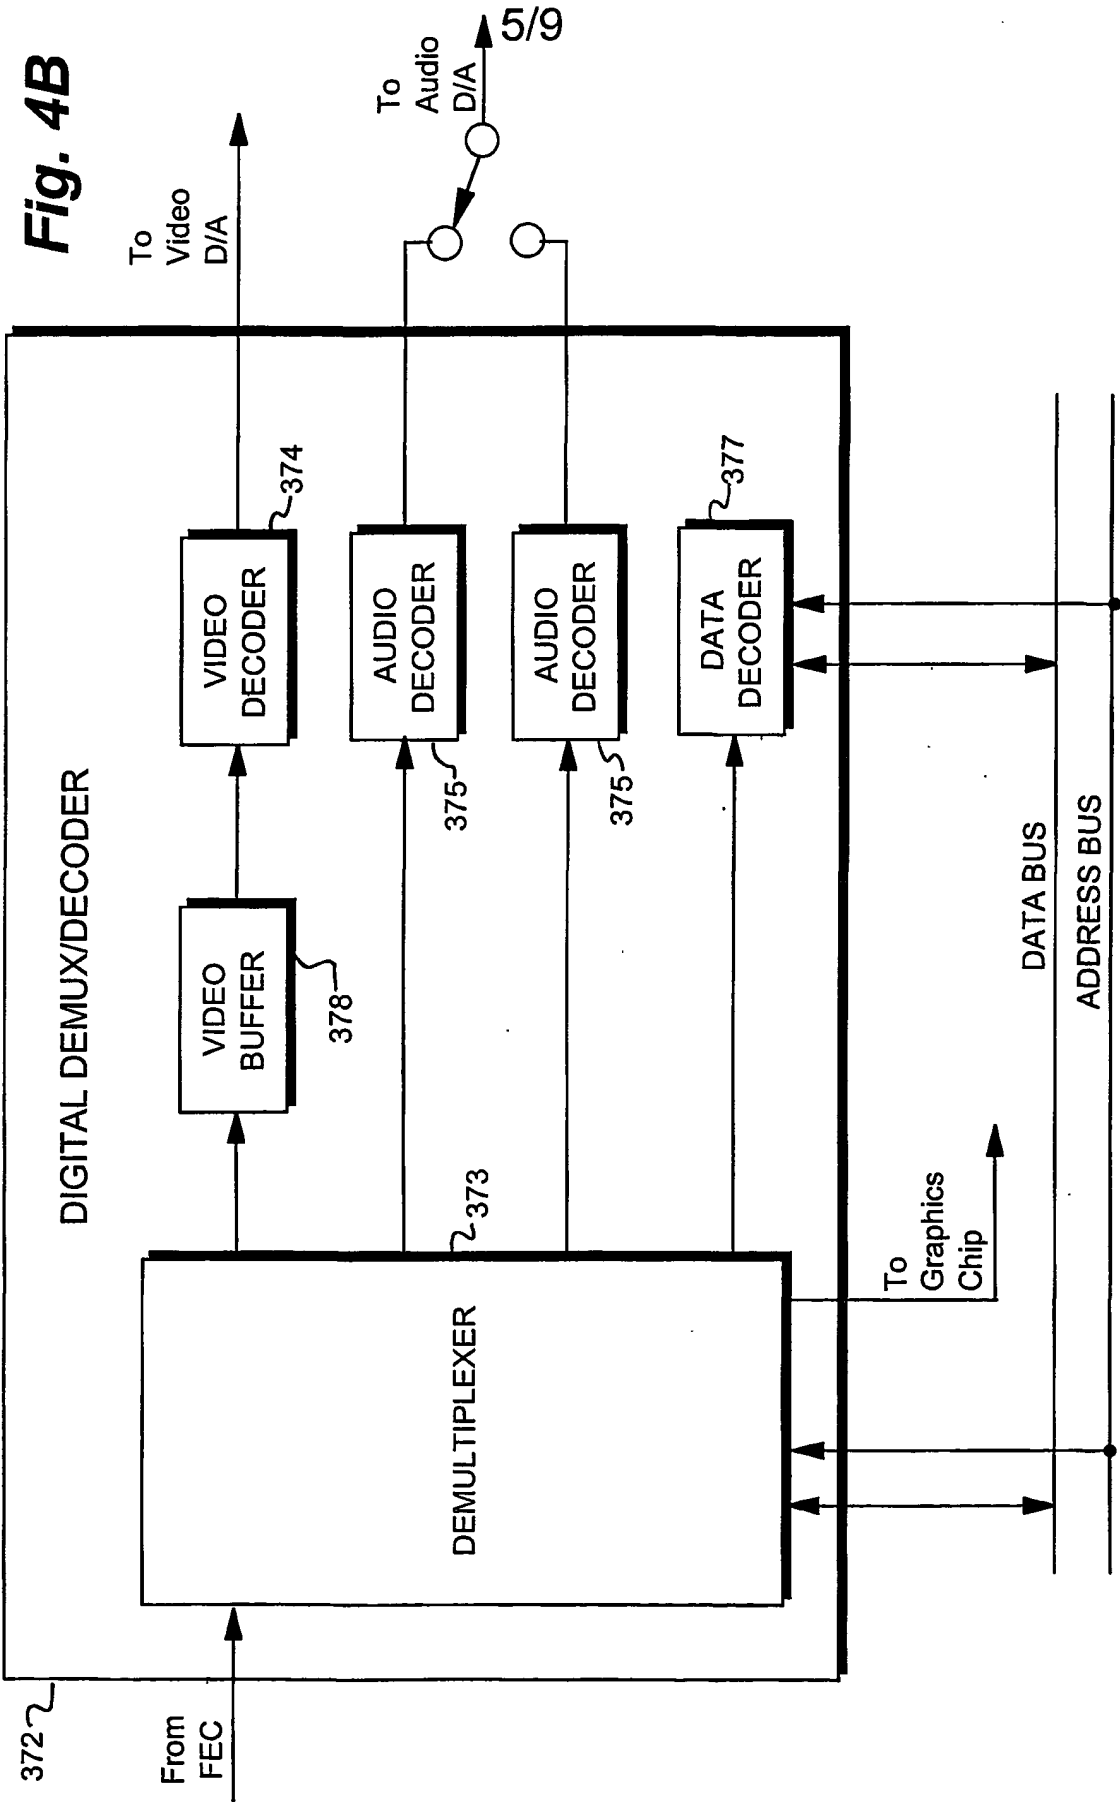 5/9
Fig. 4B
372
DIGITAL DEMUX/DECODER
From
FEC
DEMULTIPLEXER
373
VIDEO
BUFFER
378
VIDEO
DECODER
374
To
Video
D/A
AUDIO
DECODER
375
To
Audio
D/A
AUDIO
DECODER
375
DATA
DECODER
377
To
Graphics
Chip
DATA BUS
ADDRESS BUS